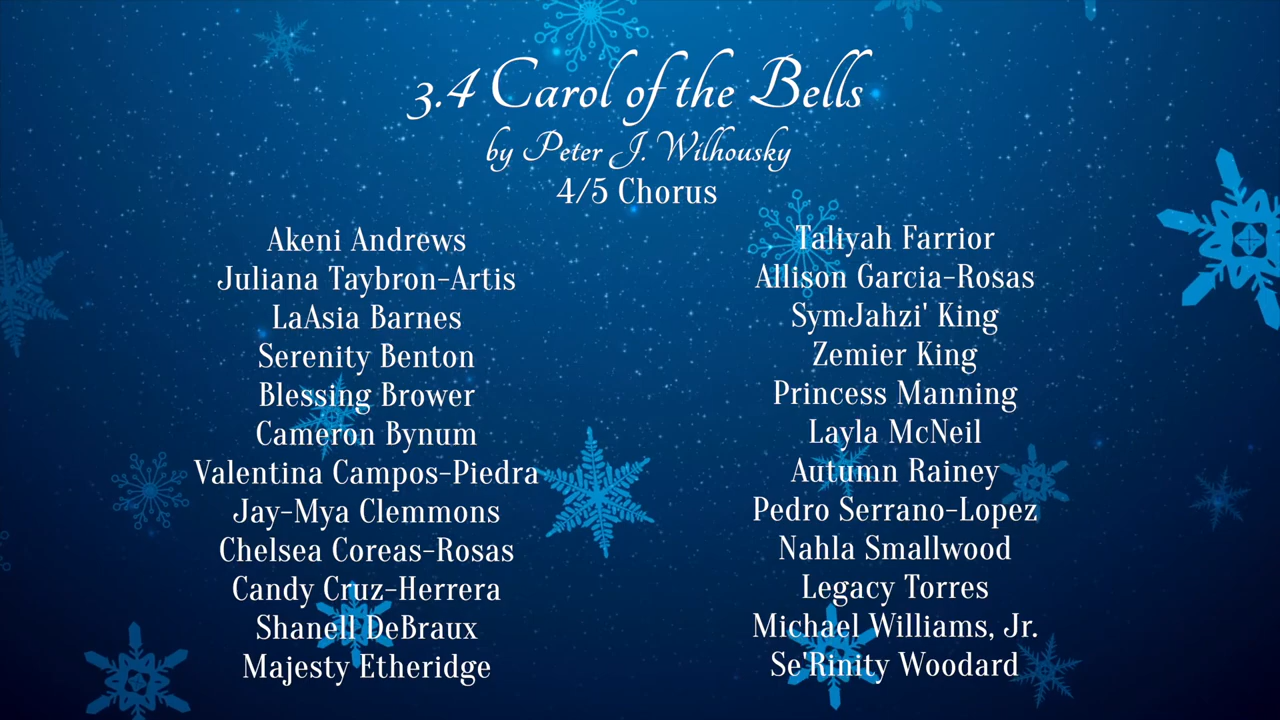 3.4 Carol of the Bells
by Peter J. Wilhousky
4/5 Chorus
Akeni Andrews
Juliana Taybron-Artis
LaAsia Barnes
Serenity Benton
Blessing Brower
Cameron Bynum
Valentina Campos-Piedra
Jay-Mya Clemmons
Chelsea Coreas-Rosas
Candy Cruz-Herrera
Shanell DeBraux
Majesty Etheridge
Taliyah Farrior
Allison Garcia-Rosas
SymJahzi' King
Zemier King
Princess Manning
Layla McNeil
Autumn Rainey
Pedro Serrano-Lopez
Nahla Smallwood
Legacy Torres
Michael Williams, Jr.
Se'Rinity Woodard